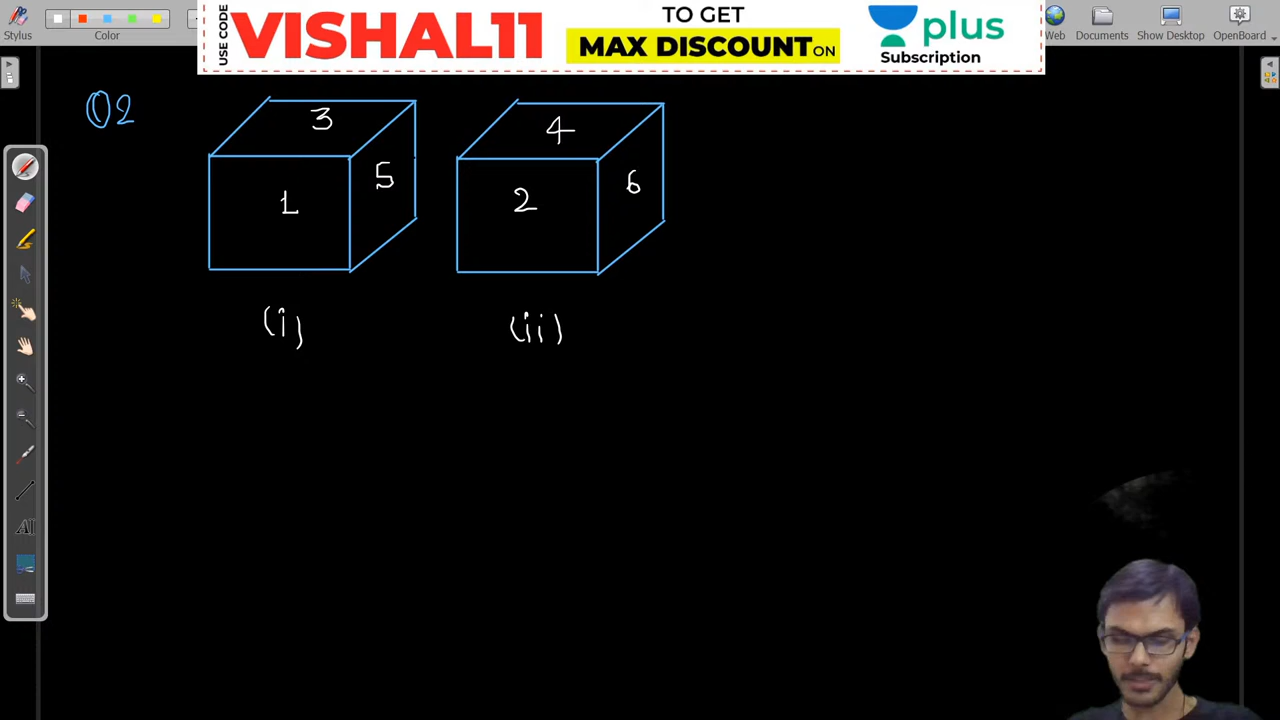 USE CODE
VISHAL11
TO GET
MAX DISCOUNT ON
plus
Subscription
Stylus
Color
Web
Documents
Show Desktop
OpenBoard
Q2
3
1
5
4
2
6
(i)
(ii)
AI